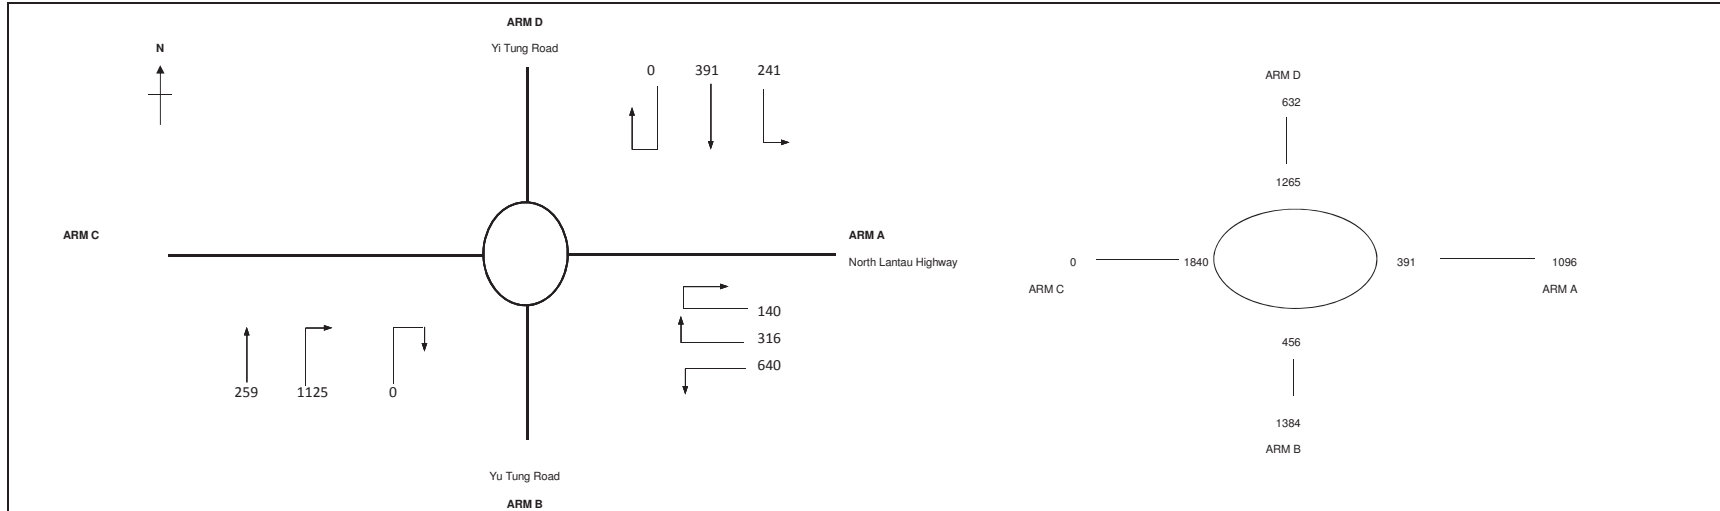 ARM D
N
Yi Tung Road
0 391 241
ARM C
ARM A
North Lantau Highway
140
316
640
259 1125 0
Yu Tung Road
ARM B
ARM D
632
1265
0 1840 391 1096
ARM C ARM A
456
1384
ARM B